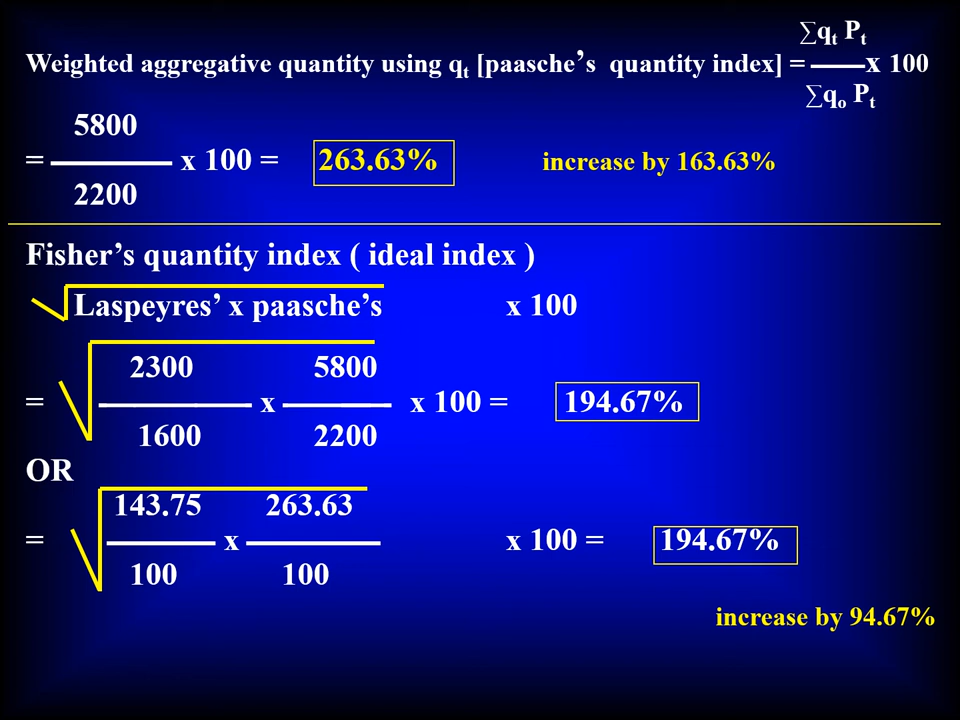 ∑qt Pt
Weighted aggregative quantity using qt [paasche’s quantity index] = ——x 100
∑qo Pt
5800
= ———— x 100 = 263.63% increase by 163.63%
2200
Fisher’s quantity index ( ideal index )
√ Laspeyres’ x paasche’s x 100
2300 5800
= √ ———— x ——— x 100 = 194.67%
1600 2200
OR
143.75 263.63
= √ ——— x ———— x 100 = 194.67%
100 100
increase by 94.67%